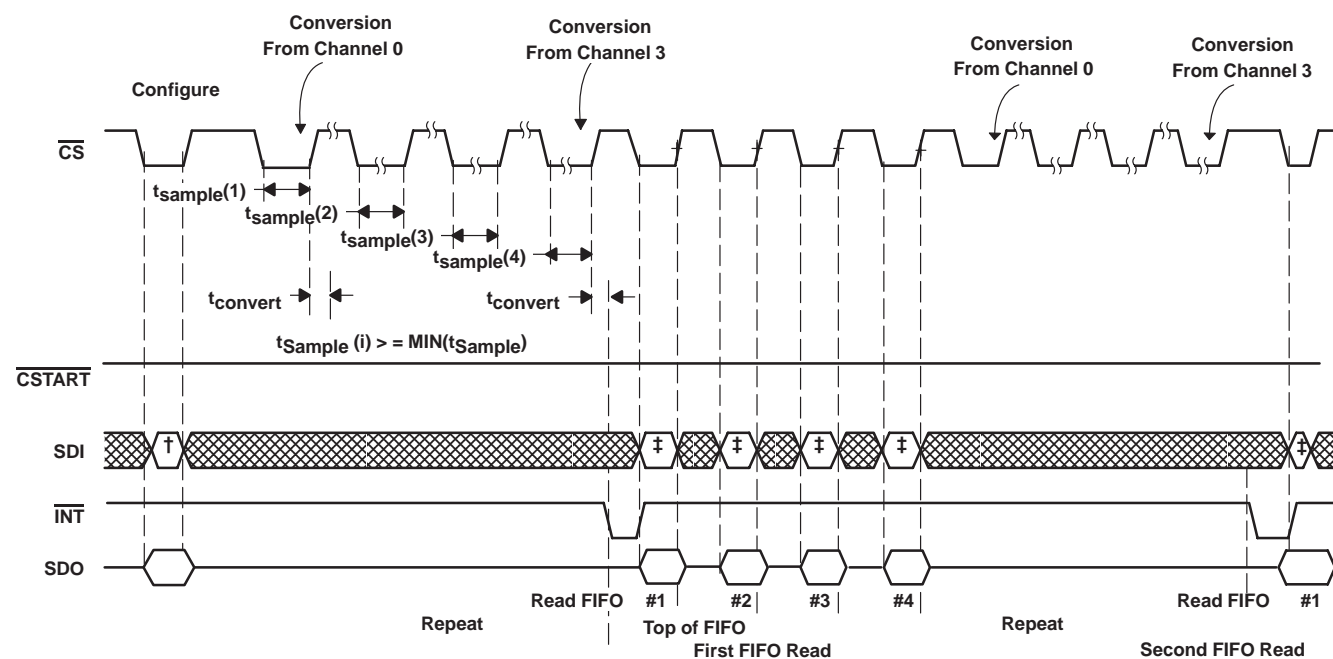 Conversion
From Channel 0
Conversion
From Channel 3
Conversion
From Channel 0
Conversion
From Channel 3
Configure
CS
tsample(1)
tsample(2)
tsample(3)
tsample(4)
tconvert
tconvert
tSample (i) > = MIN(tSample)
CSTART
SDI
†
‡
‡
‡
‡
‡
INT
SDO
Read FIFO
#1
#2
#3
#4
Read FIFO
#1
Repeat
Top of FIFO
Repeat
First FIFO Read
Second FIFO Read